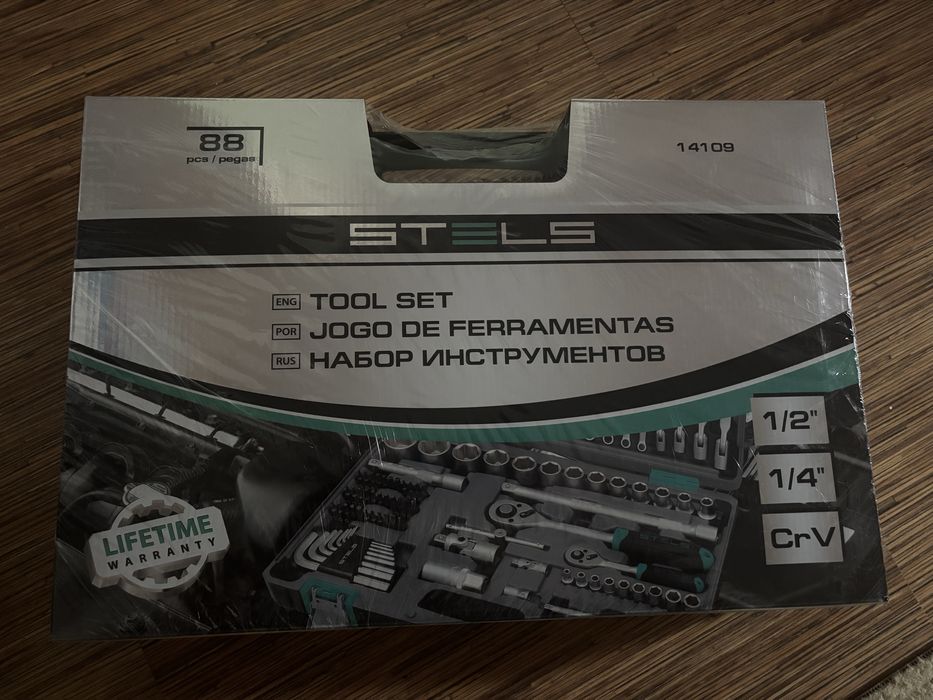 88
pcs / peças
14109
STELS
ENG TOOL SET
POR JOGO DE FERRAMENTAS
RUS НАБОР ИНСТРУМЕНТОВ
1/2"
1/4"
CrV
LIFETIME
WARRANTY
STELS